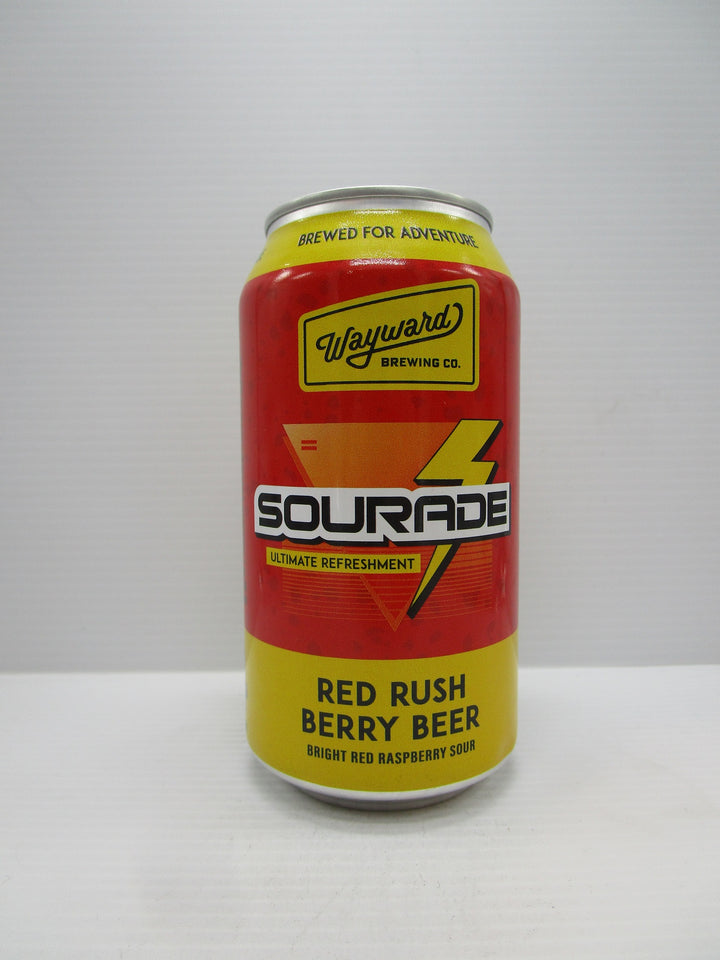 BREWED FOR ADVENTURE
Wayward
BREWING CO.
SOURADE
ULTIMATE REFRESHMENT
RED RUSH
BERRY BEER
BRIGHT RED RASPBERRY SOUR